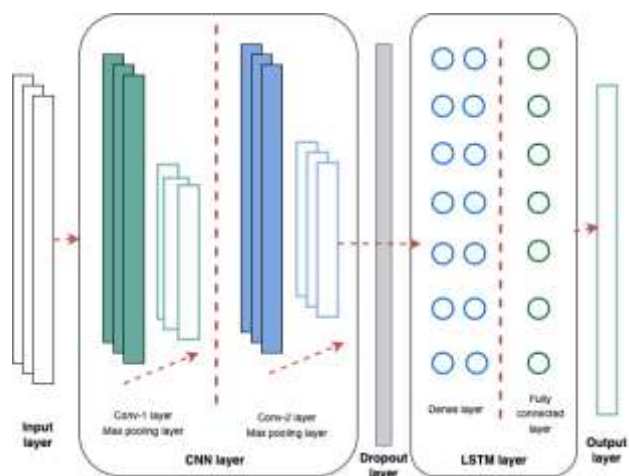 Input
layer
Conv-1 layer
Max pooling layer
Conv-2 layer
Max pooling layer
CNN layer
Dropout
layer
Dense layer
Fully
connected
layer
LSTM layer
Output
layer